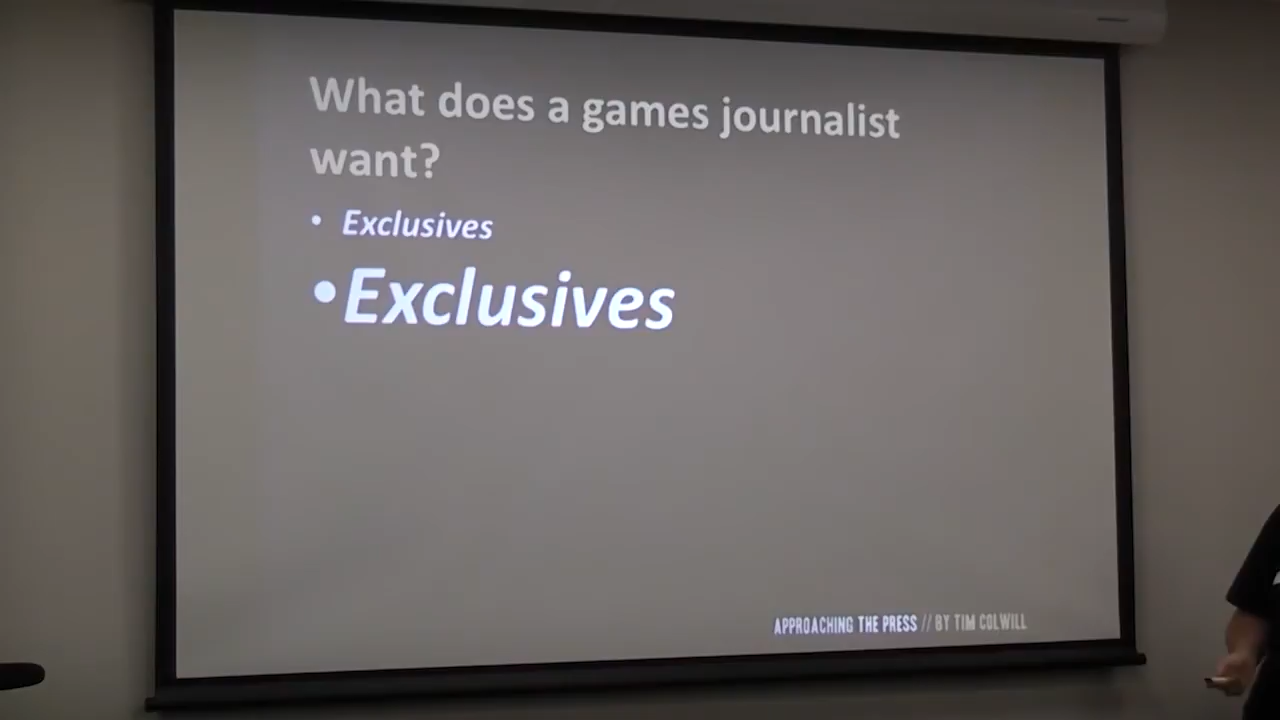 What does a games journalist
want?
• Exclusives
• Exclusives
APPROACHING THE PRESS // BY TIM COLWILL